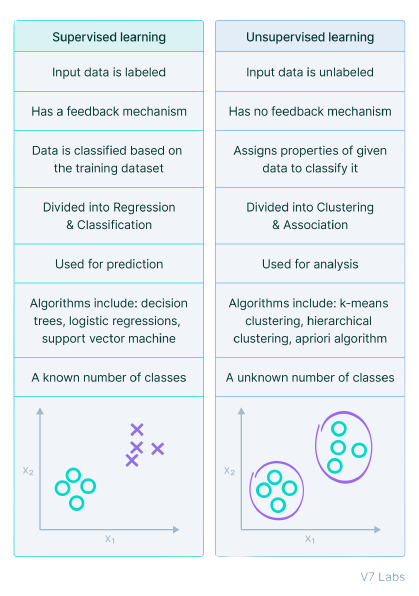 Supervised learning
Input data is labeled
Has a feedback mechanism
Data is classified based on
the training dataset
Divided into Regression
& Classification
Used for prediction
Algorithms include: decision
trees, logistic regressions,
support vector machine
A known number of classes
X₂
X₁
Unsupervised learning
Input data is unlabeled
Has no feedback mechanism
Assigns properties of given
data to classify it
Divided into Clustering
& Association
Used for analysis
Algorithms include: k-means
clustering, hierarchical
clustering, apriori algorithm
A unknown number of classes
X₂
X₁
V7 Labs